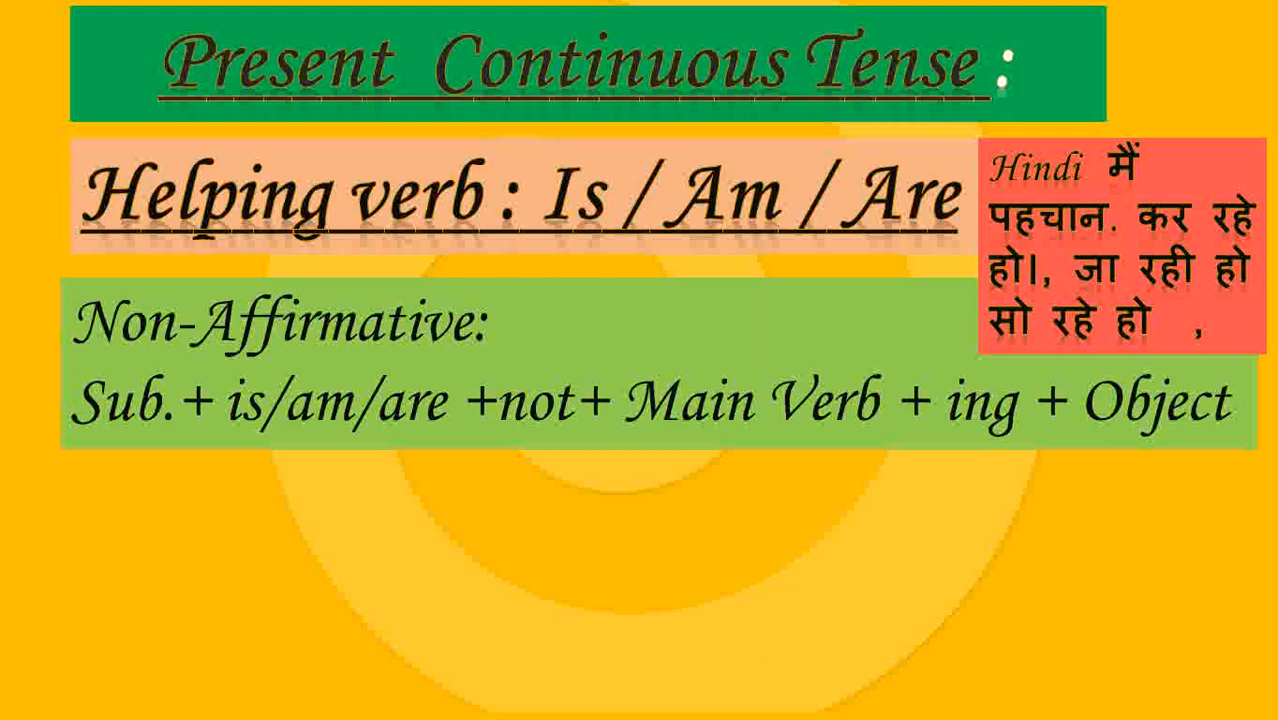 Present Continuous Tense :
Helping verb : Is / Am / Are
Hindi मैं
पहचान. कर रहे
हो।, जा रही हो
सो रहे हो ,
Non-Affirmative:
Sub.+ is/am/are +not+ Main Verb + ing + Object